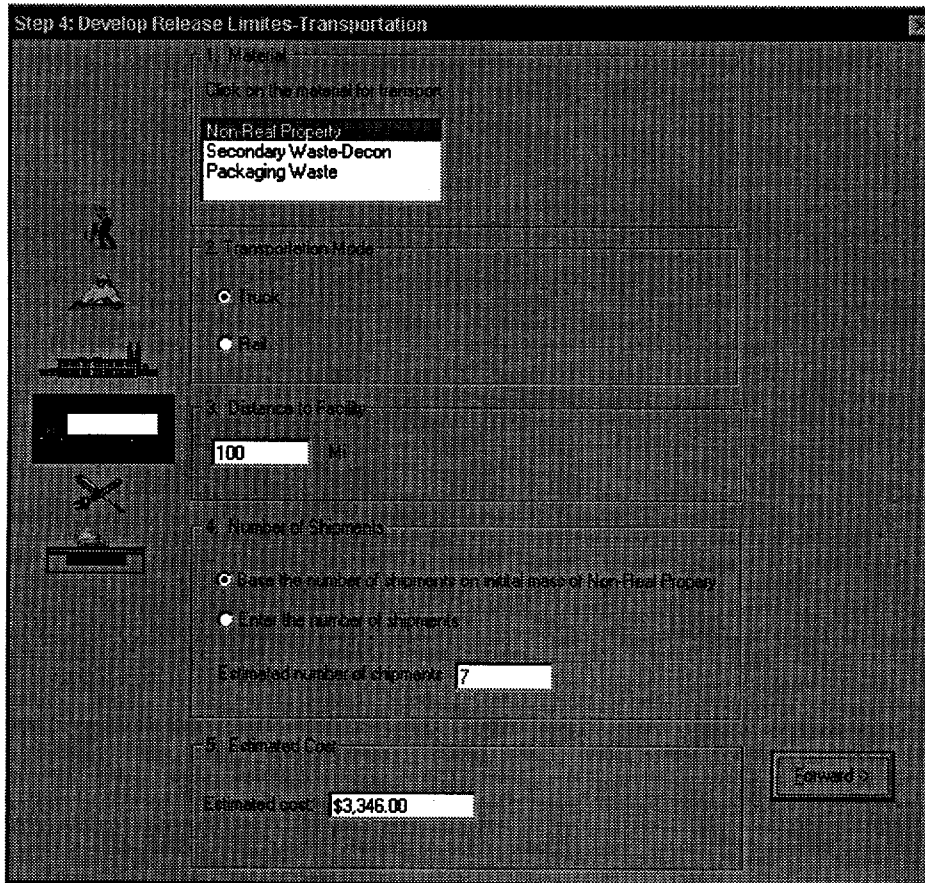 Step 4: Develop Release Limites-Transportation
1. Material
Click on the material for transport
Non-Real Property
Secondary Waste-Decon
Packaging Waste
2. Transportation Mode
Truck
Rail
3. Distance to Facility
100 Mi
4. Number of Shipments
Base the number of shipments on initial mass of Non-Real Propery
Enter the number of shipments
Estimated number of shipments: 7
5. Estimated Cost
Estimated cost: $3,346.00
Forward >